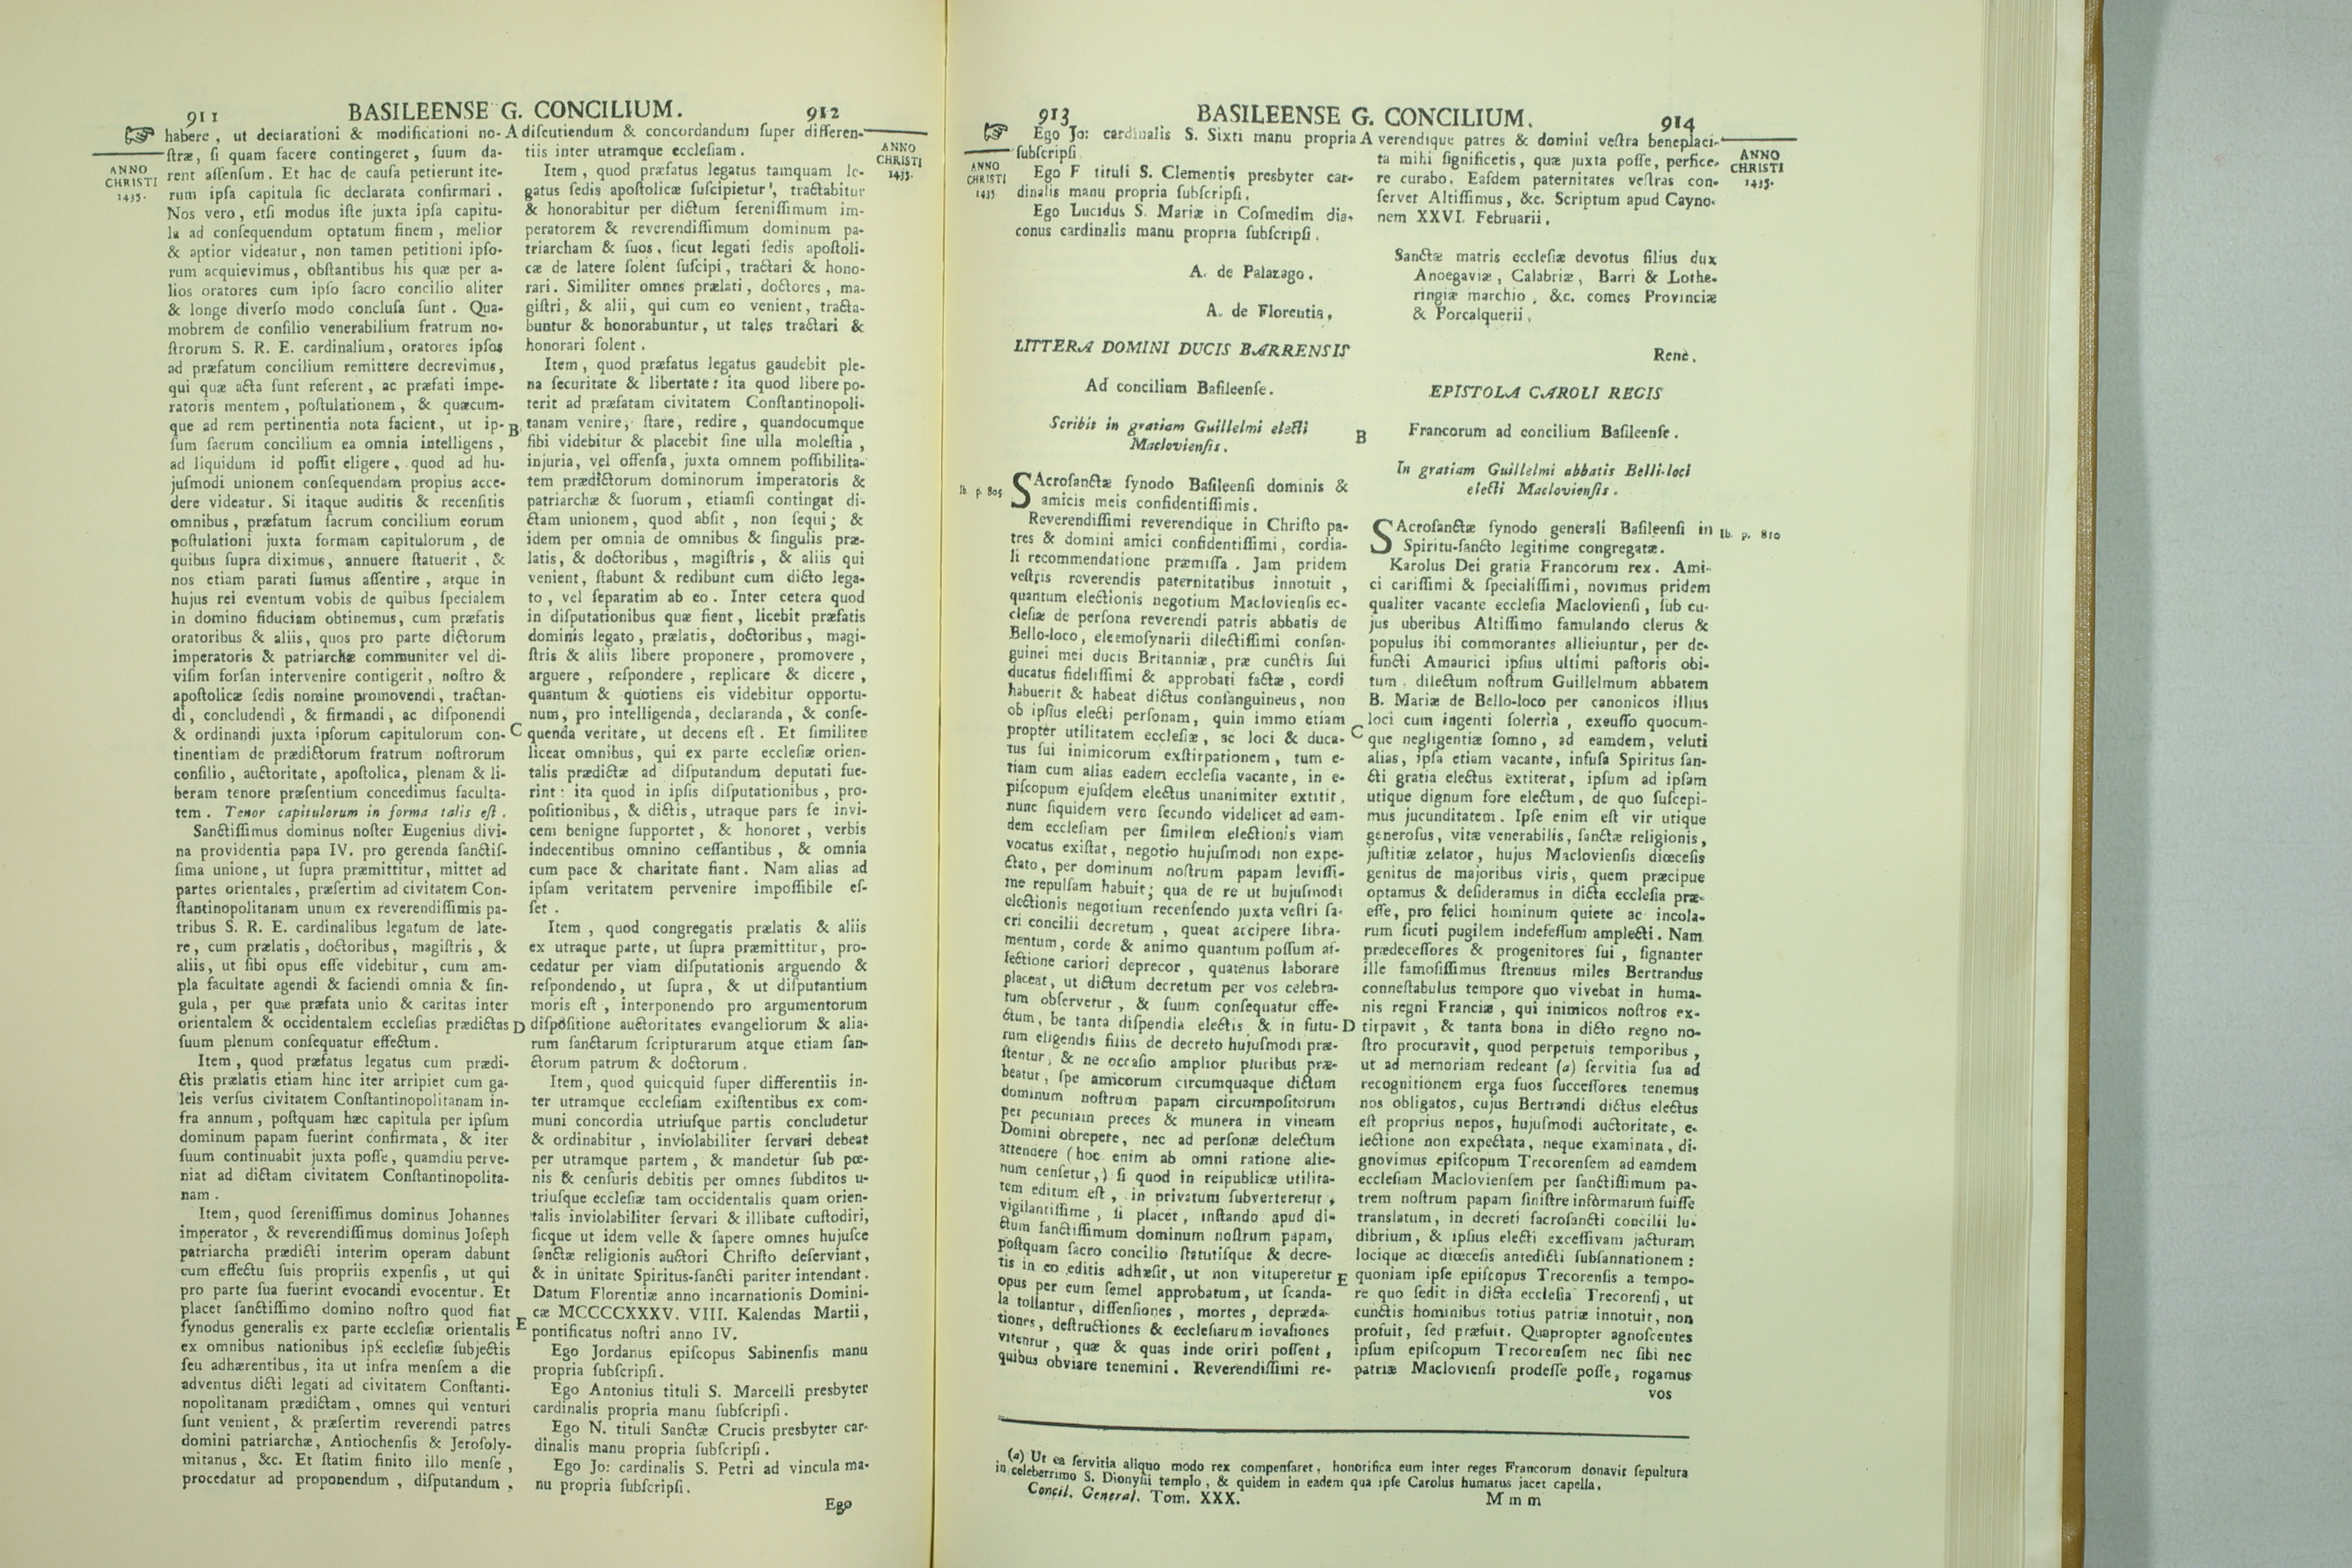 911 BASILEENSE G. CONCILIUM. 912
ANNO
CHRISTI
1435.
habere, ut declarationi & modificationi no-
ſtræ, ſi quam facere contingeret, ſuum da-
rent aſſenſum. Et hac de cauſa petierunt ite-
rum ipſa capitula ſic declarata confirmari.
Nos vero, etſi modus iſte juxta ipſa capitu-
la ad conſequendum optatum finem, melior
& aptior videatur, non tamen petitioni ipſo-
rum acquievimus, obſtantibus his quæ per a-
lios oratores cum ipſo ſacro concilio aliter
& longe diverſo modo concluſa ſunt. Qua-
mobrem de conſilio venerabilium fratrum no-
ſtrorum S. R. E. cardinalium, oratores ipſos
ad præfatum concilium remittere decrevimus,
qui quæ acta ſunt referent, ac præfati impe-
ratoris mentem, poſtulationem, & quæcum-
que ad rem pertinentia nota facient, ut ip-
ſum ſacrum concilium ea omnia intelligens,
ad liquidum id poſſit eligere, quod ad hu-
juſmodi unionem conſequendam propius acce-
dere videatur. Si itaque auditis & recenſitis
omnibus, præfatum ſacrum concilium eorum
poſtulationi juxta formam capitulorum, de
quibus ſupra diximus, annuere ſtatuerit, &
nos etiam parati ſumus aſſentire, atque in
hujus rei eventum vobis de quibus ſpecialem
in domino fiduciam obtinemus, cum præfatis
oratoribus & aliis, quos pro parte dictorum
imperatoris & patriarchæ communiter vel di-
viſim forſan intervenire contigerit, noſtro &
apoſtolicæ ſedis nomine promovendi, tractan-
di, concludendi, & firmandi, ac diſponendi
& ordinandi juxta ipſorum capitulorum con-
tinentiam de prædictorum fratrum noſtrorum
conſilio, auctoritate, apoſtolica, plenam & li-
beram tenore præſentium concedimus faculta-
tem. Tenor capitulorum in forma talis eſt.
Sanctiſſimus dominus noſter Eugenius divi-
na providentia papa IV. pro gerenda ſanctiſ-
ſima unione, ut ſupra præmittitur, mittet ad
partes orientales, præſertim ad civitatem Con-
ſtantinopolitanam unum ex reverendiſſimis pa-
tribus S. R. E. cardinalibus legatum de late-
re, cum prælatis, doctoribus, magiſtris, &
aliis, ut ſibi opus eſſe videbitur, cum am-
pla facultate agendi & faciendi omnia & ſin-
gula, per quæ præfata unio & caritas inter
orientalem & occidentalem eccleſias prædictas
ſuum plenum conſequatur effectum.
Item, quod præfatus legatus cum prædi-
ctis prælatis etiam hinc iter arripiet cum ga-
leis verſus civitatem Conſtantinopolitanam in-
fra annum, poſtquam hæc capitula per ipſum
dominum papam fuerint confirmata, & iter
ſuum continuabit juxta poſſe, quamdiu perve-
niat ad dictam civitatem Conſtantinopolita-
nam.
Item, quod ſereniſſimus dominus Johannes
imperator, & reverendiſſimus dominus Joſeph
patriarcha prædicti interim operam dabunt
cum effectu ſuis propriis expenſis, ut qui
pro parte ſua fuerint evocandi evocentur. Et
placet ſanctiſſimo domino noſtro quod fiat
ſynodus generalis ex parte eccleſiæ orientalis
ex omnibus nationibus ipſi eccleſiæ ſubjectis
ſeu adhærentibus, ita ut infra menſem a die
adventus dicti legati ad civitatem Conſtanti-
nopolitanam prædictam, omnes qui venturi
ſunt venient, & præſertim reverendi patres
domini patriarchæ, Antiochenſis & Jeroſoly-
mitanus, &c. Et ſtatim finito illo menſe,
procedatur ad proponendum, diſputandum,
A
B
C
D
E
diſcutiendum & concordandum ſuper differen-
tiis inter utramque eccleſiam.
Item, quod præfatus legatus tamquam le-
gatus ſedis apoſtolicæ ſuſcipietur, tractabitur
& honorabitur per dictum ſereniſſimum im-
peratorem & reverendiſſimum dominum pa-
triarcham & ſuos, ſicut legati ſedis apoſtoli-
cæ de latere ſolent ſuſcipi, tractari & hono-
rari. Similiter omnes prælati, doctores, ma-
giſtri, & alii, qui cum eo venient, tracta-
buntur & honorabuntur, ut tales tractari &
honorari ſolent.
Item, quod præfatus legatus gaudebit ple-
na ſecuritate & libertate: ita quod libere po-
terit ad præfatam civitatem Conſtantinopoli-
tanam venire, ſtare, redire, quandocumque
ſibi videbitur & placebit ſine ulla moleſtia,
injuria, vel offenſa, juxta omnem poſſibilita-
tem prædictorum dominorum imperatoris &
patriarchæ & ſuorum, etiamſi contingat di-
ctam unionem, quod abſit, non ſequi; &
idem per omnia de omnibus & ſingulis præ-
latis, & doctoribus, magiſtris, & aliis qui
venient, ſtabunt & redibunt cum dicto lega-
to, vel ſeparatim ab eo. Inter cetera quod
in diſputationibus quæ fient, licebit præfatis
dominis legato, prælatis, doctoribus, magi-
ſtris & aliis libere proponere, promovere,
arguere, reſpondere, replicare & dicere,
quantum & quotiens eis videbitur opportu-
num, pro intelligenda, declaranda, & conſe-
quenda veritate, ut decens eſt. Et ſimiliter
liceat omnibus, qui ex parte eccleſiæ orien-
talis prædictæ ad diſputandum deputati fue-
rint: ita quod in ipſis diſputationibus, pro-
poſitionibus, & dictis, utraque pars ſe invi-
cem benigne ſupportet, & honoret, verbis
indecentibus omnino ceſſantibus, & omnia
cum pace & charitate fiant. Nam alias ad
ipſam veritatem pervenire impoſſibile eſ-
ſet.
Item, quod congregatis prælatis & aliis
ex utraque parte, ut ſupra præmittitur, pro-
cedatur per viam diſputationis arguendo &
reſpondendo, ut ſupra, & ut diſputantium
moris eſt, interponendo pro argumentorum
diſpoſitione auctoritates evangeliorum & alia-
rum ſanctarum ſcripturarum atque etiam ſan-
ctorum patrum & doctorum.
Item, quod quicquid ſuper differentiis in-
ter utramque eccleſiam exiſtentibus ex com-
muni concordia utriuſque partis concludetur
& ordinabitur, inviolabiliter ſervari debeat
per utramque partem, & mandetur ſub pœ-
nis & cenſuris debitis per omnes ſubditos u-
triuſque eccleſiæ tam occidentalis quam orien-
talis inviolabiliter ſervari & illibate cuſtodiri,
ſicque ut idem velle & ſapere omnes hujuſce
ſanctæ religionis auctori Chriſto deſerviant,
& in unitate Spiritus-ſancti pariter intendant.
Datum Florentiæ anno incarnationis Domini-
cæ MCCCCXXXV. VIII. Kalendas Martii,
pontificatus noſtri anno IV.
Ego Jordanus epiſcopus Sabinenſis manu
propria ſubſcripſi.
Ego Antonius tituli S. Marcelli presbyter
cardinalis propria manu ſubſcripſi.
Ego N. tituli Sanctæ Crucis presbyter car-
dinalis manu propria ſubſcripſi.
Ego Jo: cardinalis S. Petri ad vincula ma-
nu propria ſubſcripſi.
Ego
ANNO
CHRISTI
1435.
913 BASILEENSE G. CONCILIUM. 914
ANNO
CHRISTI
1435
Ego Jo: cardinalis S. Sixti manu propria
ſubſcripſi.
Ego F tituli S. Clementis presbyter car-
dinalis manu propria ſubſcripſi.
Ego Lucidus S. Mariæ in Coſmedim dia-
conus cardinalis manu propria ſubſcripſi.
A. de Palazago.
A. de Florentia,
LITTERA DOMINI DUCIS BARRENSIS
Ad concilium Baſileenſe.
Scribit in gratiam Guillelmi electi
Maclovienſis.
Ib p. 805
SAcroſanctæ ſynodo Baſileenſi dominis &
amicis meis confidentiſſimis.
Reverendiſſimi reverendique in Chriſto pa-
tres & domini amici confidentiſſimi, cordia-
li recommendatione præmiſſa. Jam pridem
veſtris reverendis paternitatibus innotuit,
quantum electionis negotium Maclovienſis ec-
cleſiæ de perſona reverendi patris abbatis de
Bello-loco, eleemoſynarii dilectiſſimi conſan-
guinei mei ducis Britanniæ, præ cunctis ſui
ducatus fideliſſimi & approbati factæ, cordi
habuerit & habeat dictus conſanguineus, non
ob ipſius electi perſonam, quin immo etiam
propter utilitatem eccleſiæ, ac loci & duca-
tus ſui inimicorum exſtirpationem, tum e-
tiam cum alias eadem eccleſia vacante, in e-
piſcopum ejuſdem electus unanimiter extitit,
nunc ſiquidem vero ſecundo videlicet ad eam-
dem eccleſiam per ſimilem electionis viam
vocatus exiſtat, negotio hujuſmodi non expe-
ctato, per dominum noſtrum papam leviſſi-
me repulſam habuit; qua de re ut hujuſmodi
electionis negotium recenſendo juxta veſtri ſa-
cri concilii decretum, queat accipere libra-
mentum, corde & animo quantum poſſum af-
fectione cariori deprecor, quatenus laborare
placeat, ut dictum decretum per vos celebra-
tum obſervetur, & ſuum conſequatur effe-
ctum, be tanta diſpendia electis & in futu-
rum eligendis filiis de decreto hujuſmodi præ-
ſtentur, & ne occaſio amplior pluribus præ-
beatur, ſpe amicorum circumquaque dictum
dominum noſtrum papam circumpoſitorum
per pecuniam preces & munera in vineam
Domini obrepere, nec ad perſonæ delectum
attendere (hoc enim ab omni ratione alie-
num cenſetur,) ſi quod in reipublicæ utilita-
tem editum eſt, in privatum ſubverteretur,
vigilantiſſime, ſi placet, inſtando apud di-
ctum ſanctiſſimum dominum noſtrum papam,
poſtquam ſacro concilio ſtatutiſque & decre-
tis in eo editis adhæſit, ut non vituperetur
opus per eum ſemel approbatum, ut ſcanda-
la tollantur, diſſenſiones, mortes, depræda-
tiones, deſtructiones & eccleſiarum invaſiones
vitentur, quæ & quas inde oriri poſſent,
quibus obviare tenemini. Reverendiſſimi re-
A
B
C
D
E
verendique patres & domini veſtra beneplaci-
ta mihi ſignificetis, quæ juxta poſſe, perfice-
re curabo. Eaſdem paternitates veſtras con-
ſervet Altiſſimus, &c. Scriptum apud Cayno-
nem XXVI. Februarii.
Sanctæ matris eccleſiæ devotus filius dux
Anoegaviæ, Calabriæ, Barri & Lothe-
ringiæ marchio, &c. comes Provinciæ
& Forcalquerii.
Renè.
EPISTOLA CAROLI REGIS
Francorum ad concilium Baſileenſe.
In gratiam Guillelmi abbatis Belli-loci
electi Maclovienſis.
SAcroſanctæ ſynodo generali Baſileenſi in
Spiritu-ſancto legitime congregatæ.
Ib. p. 810
Karolus Dei gratia Francorum rex. Ami-
ci cariſſimi & ſpecialiſſimi, novimus pridem
qualiter vacante eccleſia Maclovienſi, ſub cu-
jus uberibus Altiſſimo famulando clerus &
populus ibi commorantes alliciuntur, per de-
functi Amaurici ipſius ultimi paſtoris obi-
tum, dilectum noſtrum Guillelmum abbatem
B. Mariæ de Bello-loco per canonicos illius
loci cum ingenti ſolertia, excuſſo quocum-
que negligentiæ ſomno, ad eamdem, veluti
alias, ipſa etiam vacante, infuſa Spiritus ſan-
cti gratia electus extiterat, ipſum ad ipſam
utique dignum fore electum, de quo ſuſcepi-
mus jucunditatem. Ipſe enim eſt vir utique
generoſus, vitæ venerabilis, ſanctæ religionis,
juſtitiæ zelator, hujus Maclovienſis diœceſis
genitus de majoribus viris, quem præcipue
optamus & deſideramus in dicta eccleſia præ-
eſſe, pro felici hominum quiete ac incola-
rum ſicuti pugilem indefeſſum amplecti. Nam
prædeceſſores & progenitores ſui, ſignanter
ille famoſiſſimus ſtrenuus miles Bertrandus
conneſtabulus tempore quo vivebat in huma-
nis regni Franciæ, qui inimicos noſtros ex-
tirpavit, & tanta bona in dicto regno no-
ſtro procuravit, quod perpetuis temporibus,
ut ad memoriam redeant (a) ſervitia ſua ad
recognitionem erga ſuos ſucceſſores tenemus
nos obligatos, cujus Bertrandi dictus electus
eſt proprius nepos, hujuſmodi auctoritate, e-
lectione non expectata, neque examinata, di-
gnovimus epiſcopum Trecorenſem ad eamdem
eccleſiam Maclovienſem per ſanctiſſimum pa-
trem noſtrum papam ſiniſtre informatum fuiſſe
translatum, in decreti ſacroſancti concilii lu-
dibrium, & ipſius electi exceſſivam jacturam
locique ac diœceſis antedicti ſubſannationem:
quoniam ipſe epiſcopus Trecorenſis a tempo-
re quo ſedit in dicta eccleſia Trecorenſi, ut
cunctis hominibus totius patriæ innotuit, non
profuit, ſed præfuit. Quapropter agnoſcentes
ipſum epiſcopum Trecorenſem nec ſibi nec
patriæ Maclovienſi prodeſſe poſſe, rogamus
vos
ANNO
CHRISTI
1435.
(a) Ut ea ſervitia aliquo modo rex compenſaret, honorifica eum inter reges Francorum donavit ſepultura
in celeberrimo S. Dionyſii templo, & quidem in eadem qua ipſe Carolus humatus jacet capella.
Concil. General. Tom. XXX. Mmm